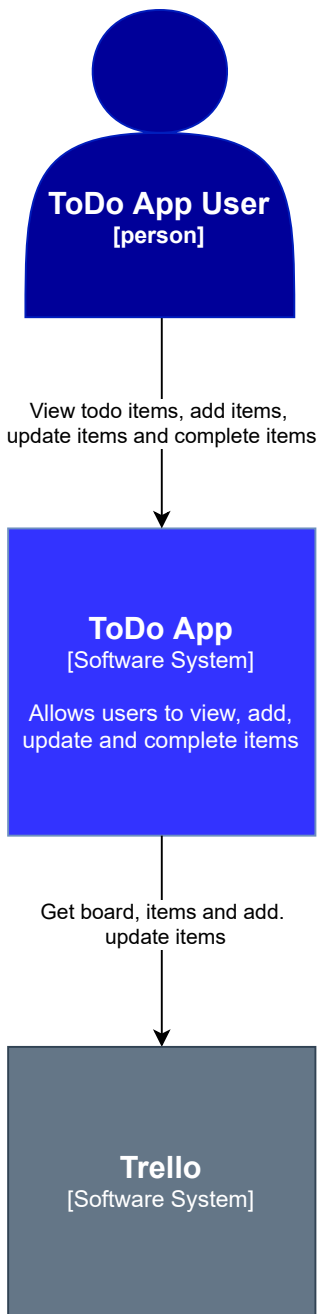 ToDo App User
[person]
View todo items, add items,
update items and complete items
ToDo App
[Software System]
Allows users to view, add,
update and complete items
Get board, items and add.
update items
Trello
[Software System]